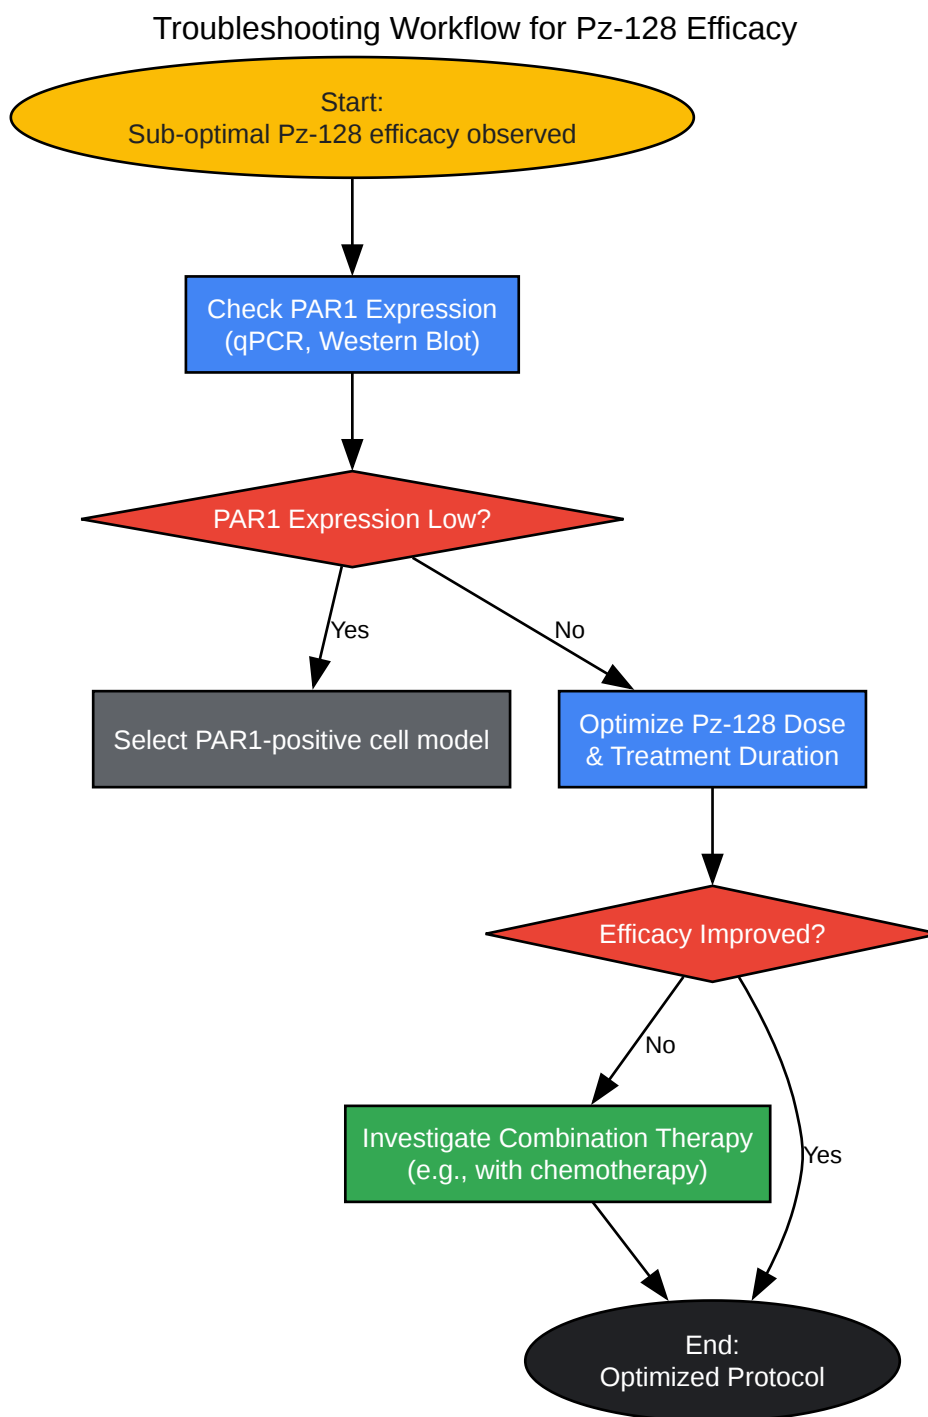 Troubleshooting Workflow for Pz-128 Efficacy
Start:
Sub-optimal Pz-128 efficacy observed
Check PAR1 Expression
(qPCR, Western Blot)
PAR1 Expression Low?
Yes
No
Select PAR1-positive cell model
Optimize Pz-128 Dose
& Treatment Duration
Efficacy Improved?
No
Investigate Combination Therapy
(e.g., with chemotherapy)
Yes
End:
Optimized Protocol